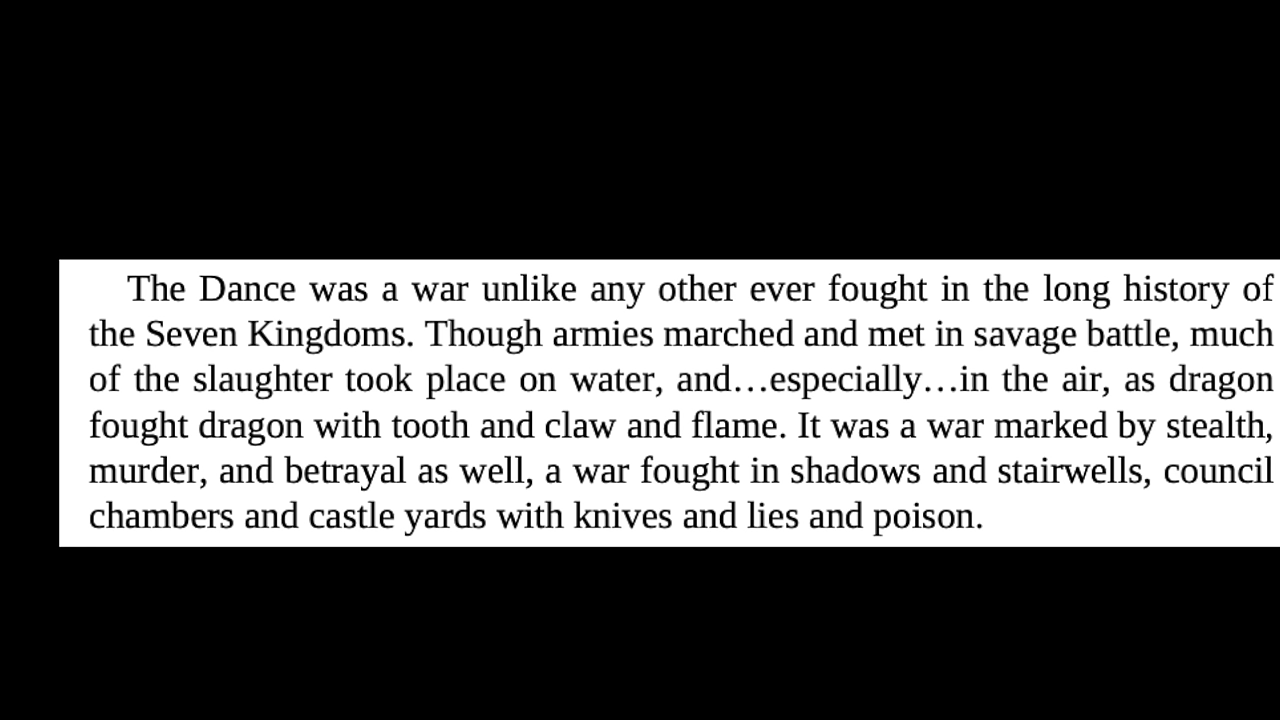 The Dance was a war unlike any other ever fought in the long history of
the Seven Kingdoms. Though armies marched and met in savage battle, much
of the slaughter took place on water, and…especially…in the air, as dragon
fought dragon with tooth and claw and flame. It was a war marked by stealth,
murder, and betrayal as well, a war fought in shadows and stairwells, council
chambers and castle yards with knives and lies and poison.